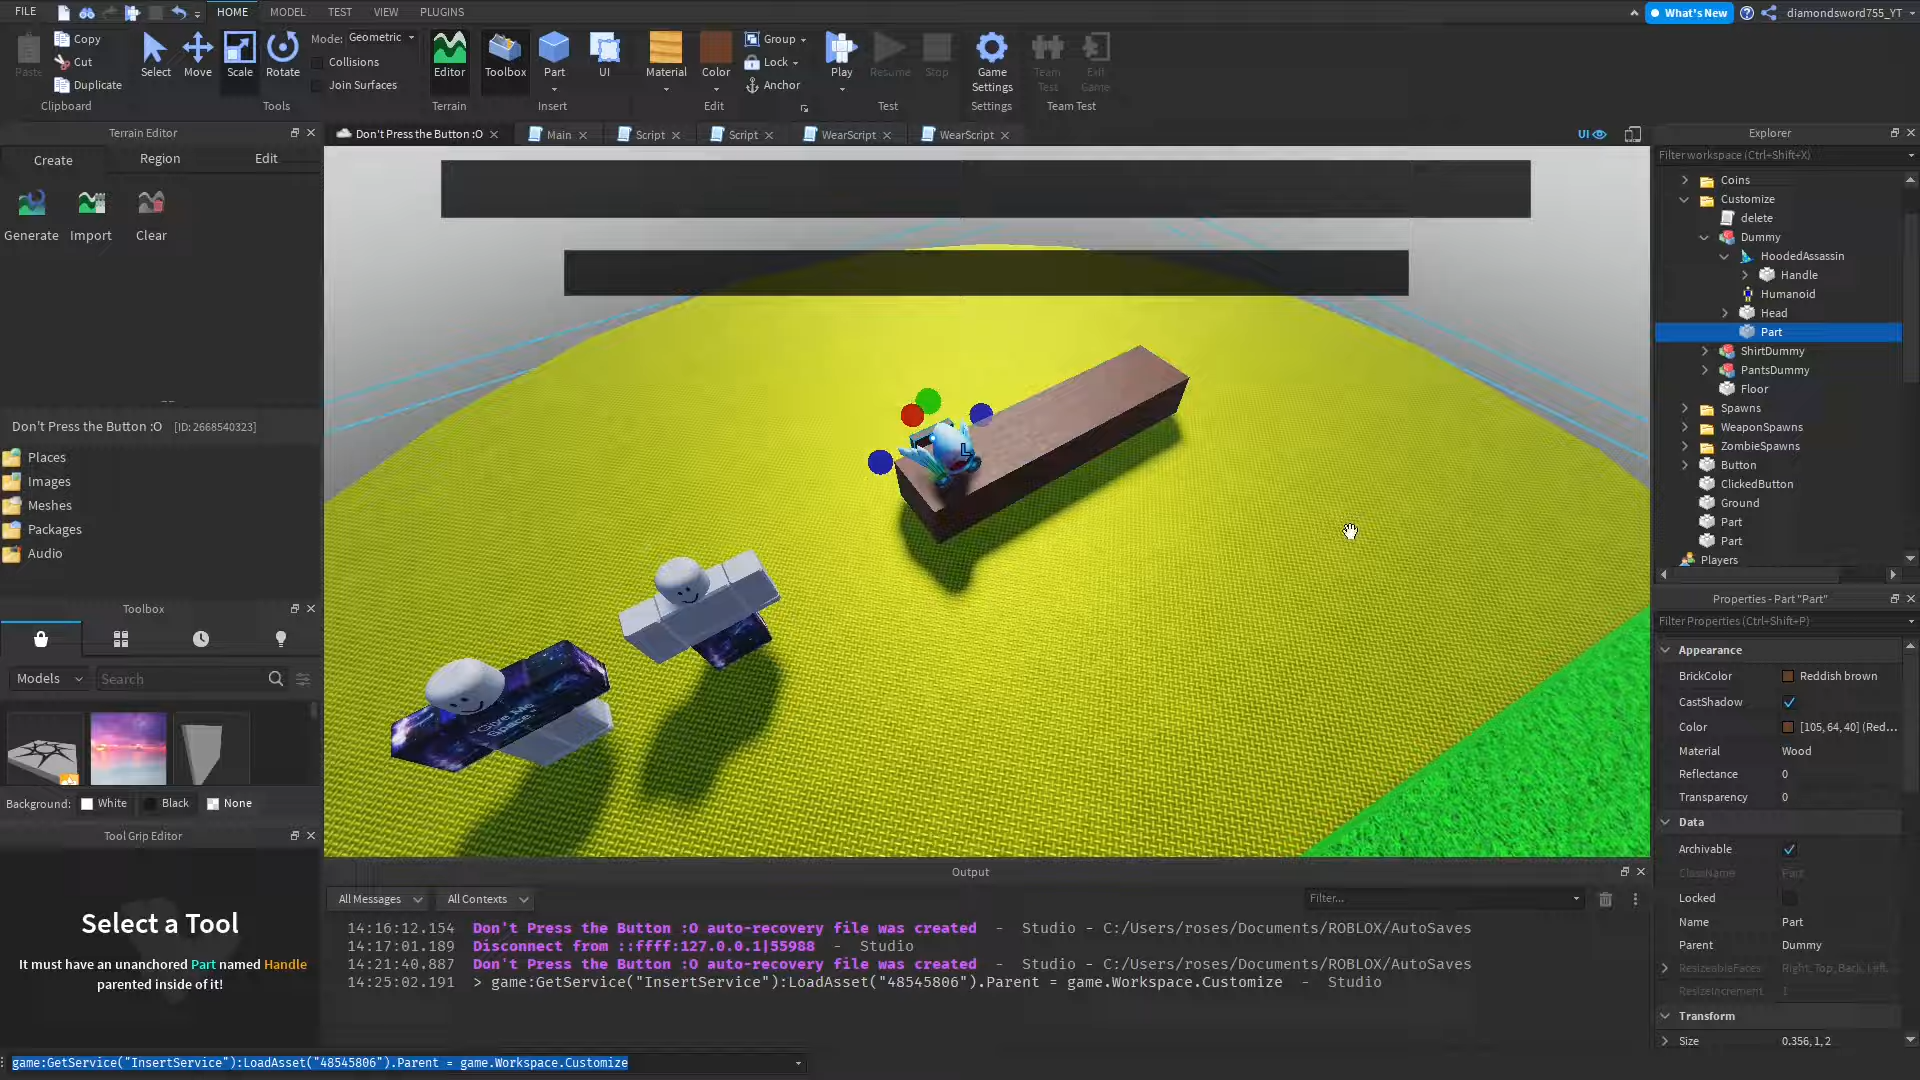 FILE HOME MODEL TEST VIEW PLUGINS What's New diamondsword755_YT
Paste Copy Cut Duplicate Clipboard
Select Move Scale Rotate Tools
Mode: Geometric Collisions Join Surfaces
Editor Terrain
Toolbox Part UI Insert
Material Color Edit
Group Lock Anchor
Play Resume Stop Test
Game Settings Settings
Team Test Exit Game Team Test
Terrain Editor
Create Region Edit
Generate Import Clear
Don't Press the Button :O [ID: 2668540323]
Places
Images
Meshes
Packages
Audio
Toolbox
Models Search
Background: White Black None
Tool Grip Editor
Select a Tool
It must have an unanchored Part named Handle
parented inside of it!
Don't Press the Button :O Main Script Script WearScript WearScript UI
"Give Me
Space."
Output
All Messages All Contexts Filter...
14:16:12.154 Don't Press the Button :O auto-recovery file was created - Studio - C:/Users/roses/Documents/ROBLOX/AutoSaves
14:17:01.189 Disconnect from ::ffff:127.0.0.1|55988 - Studio
14:21:40.887 Don't Press the Button :O auto-recovery file was created - Studio - C:/Users/roses/Documents/ROBLOX/AutoSaves
14:25:02.191 > game:GetService("InsertService"):LoadAsset("48545806").Parent = game.Workspace.Customize - Studio
game:GetService("InsertService"):LoadAsset("48545806").Parent = game.Workspace.Customize
Explorer
Filter workspace (Ctrl+Shift+X)
Coins
Customize
delete
Dummy
HoodedAssassin
Handle
Humanoid
Head
Part
ShirtDummy
PantsDummy
Floor
Spawns
WeaponSpawns
ZombieSpawns
Button
ClickedButton
Ground
Part
Part
Players
Properties - Part "Part"
Filter Properties (Ctrl+Shift+P)
Appearance
BrickColor Reddish brown
CastShadow
Color [105, 64, 40] (Red...
Material Wood
Reflectance 0
Transparency 0
Data
Archivable
ClassName Part
Locked
Name Part
Parent Dummy
ResizeableFaces Right, Top, Back, Left,
ResizeIncrement 1
Transform
Size 0.356, 1, 2